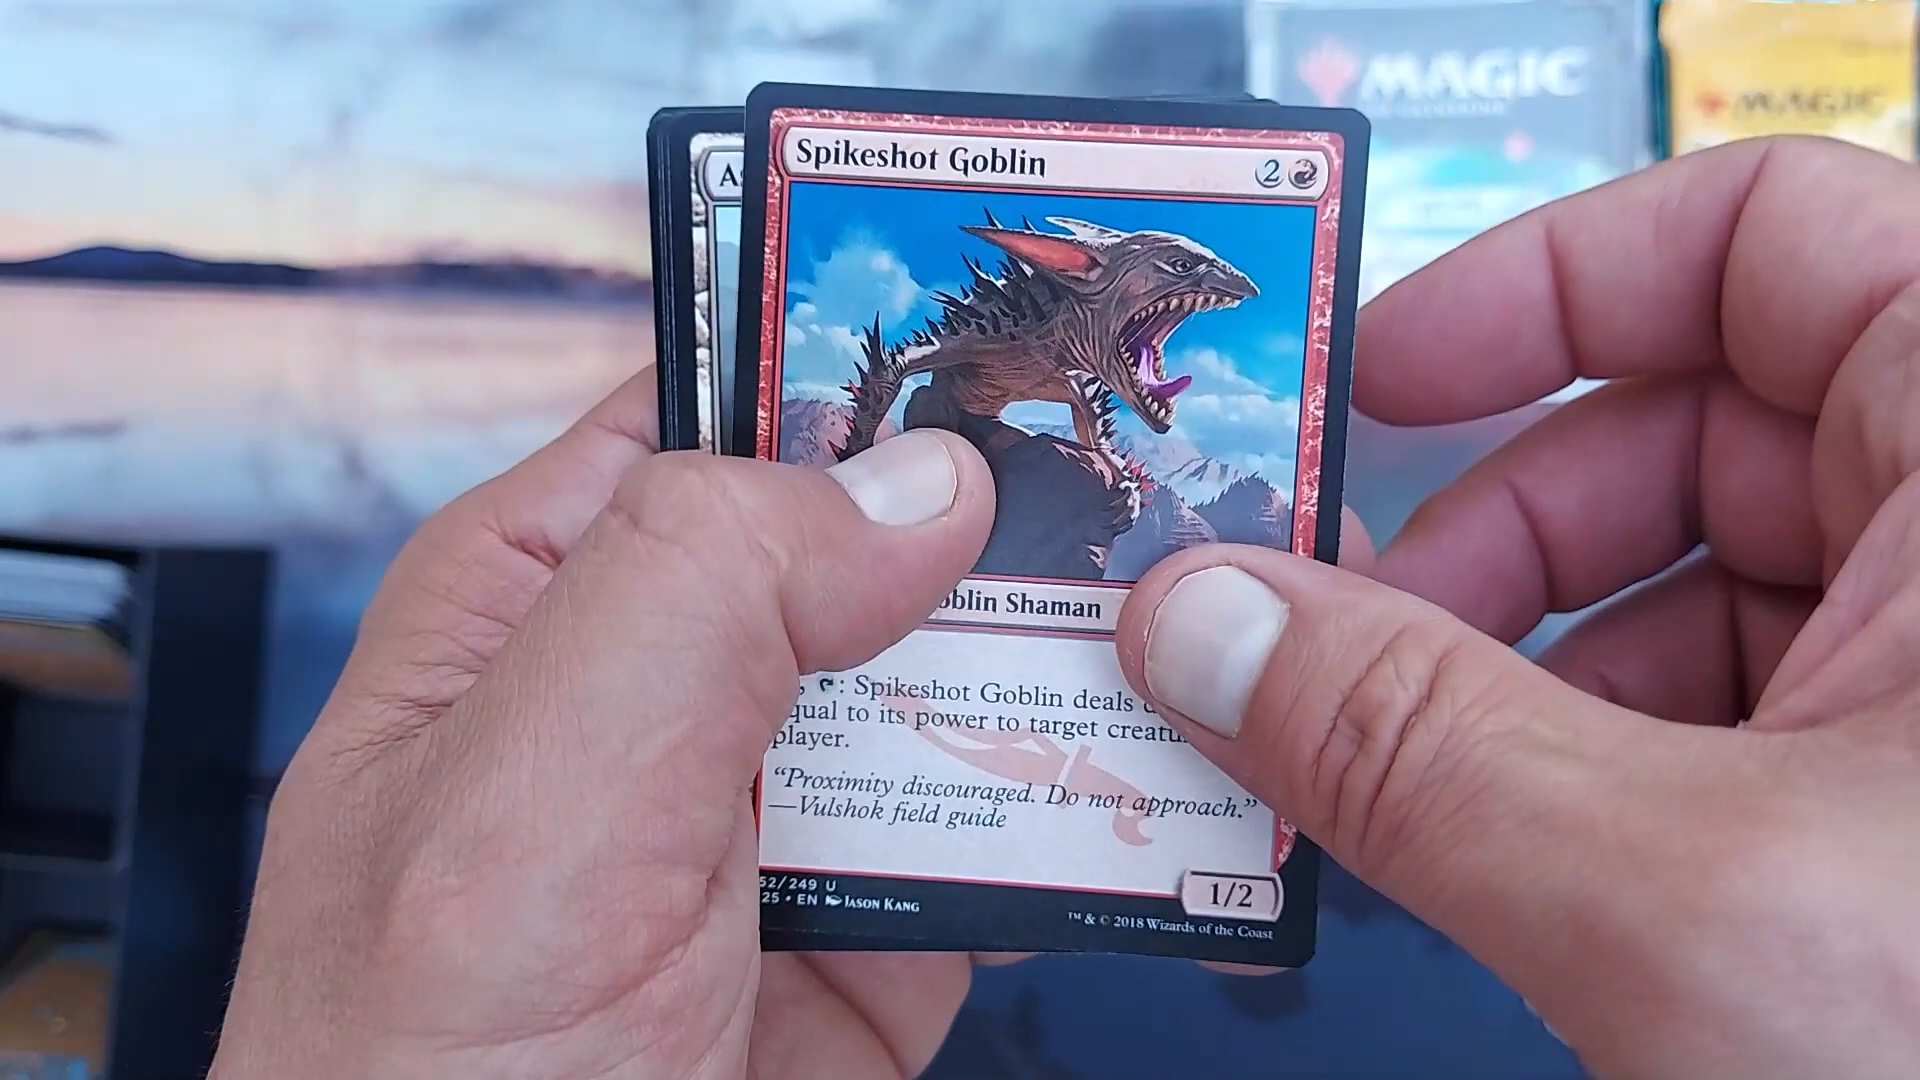 MAGIC
MAGIC
Spikeshot Goblin 2
oblin Shaman
: Spikeshot Goblin deals
qual to its power to target creatu
player.
“Proximity discouraged. Do not approach.”
—Vulshok field guide
1/2
52/249 U
25 • EN JASON KANG
™ & © 2018 Wizards of the Coast